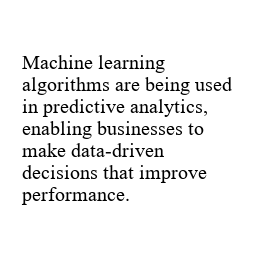 Machine learning
algorithms are being used
in predictive analytics,
enabling businesses to
make data-driven
decisions that improve
performance.